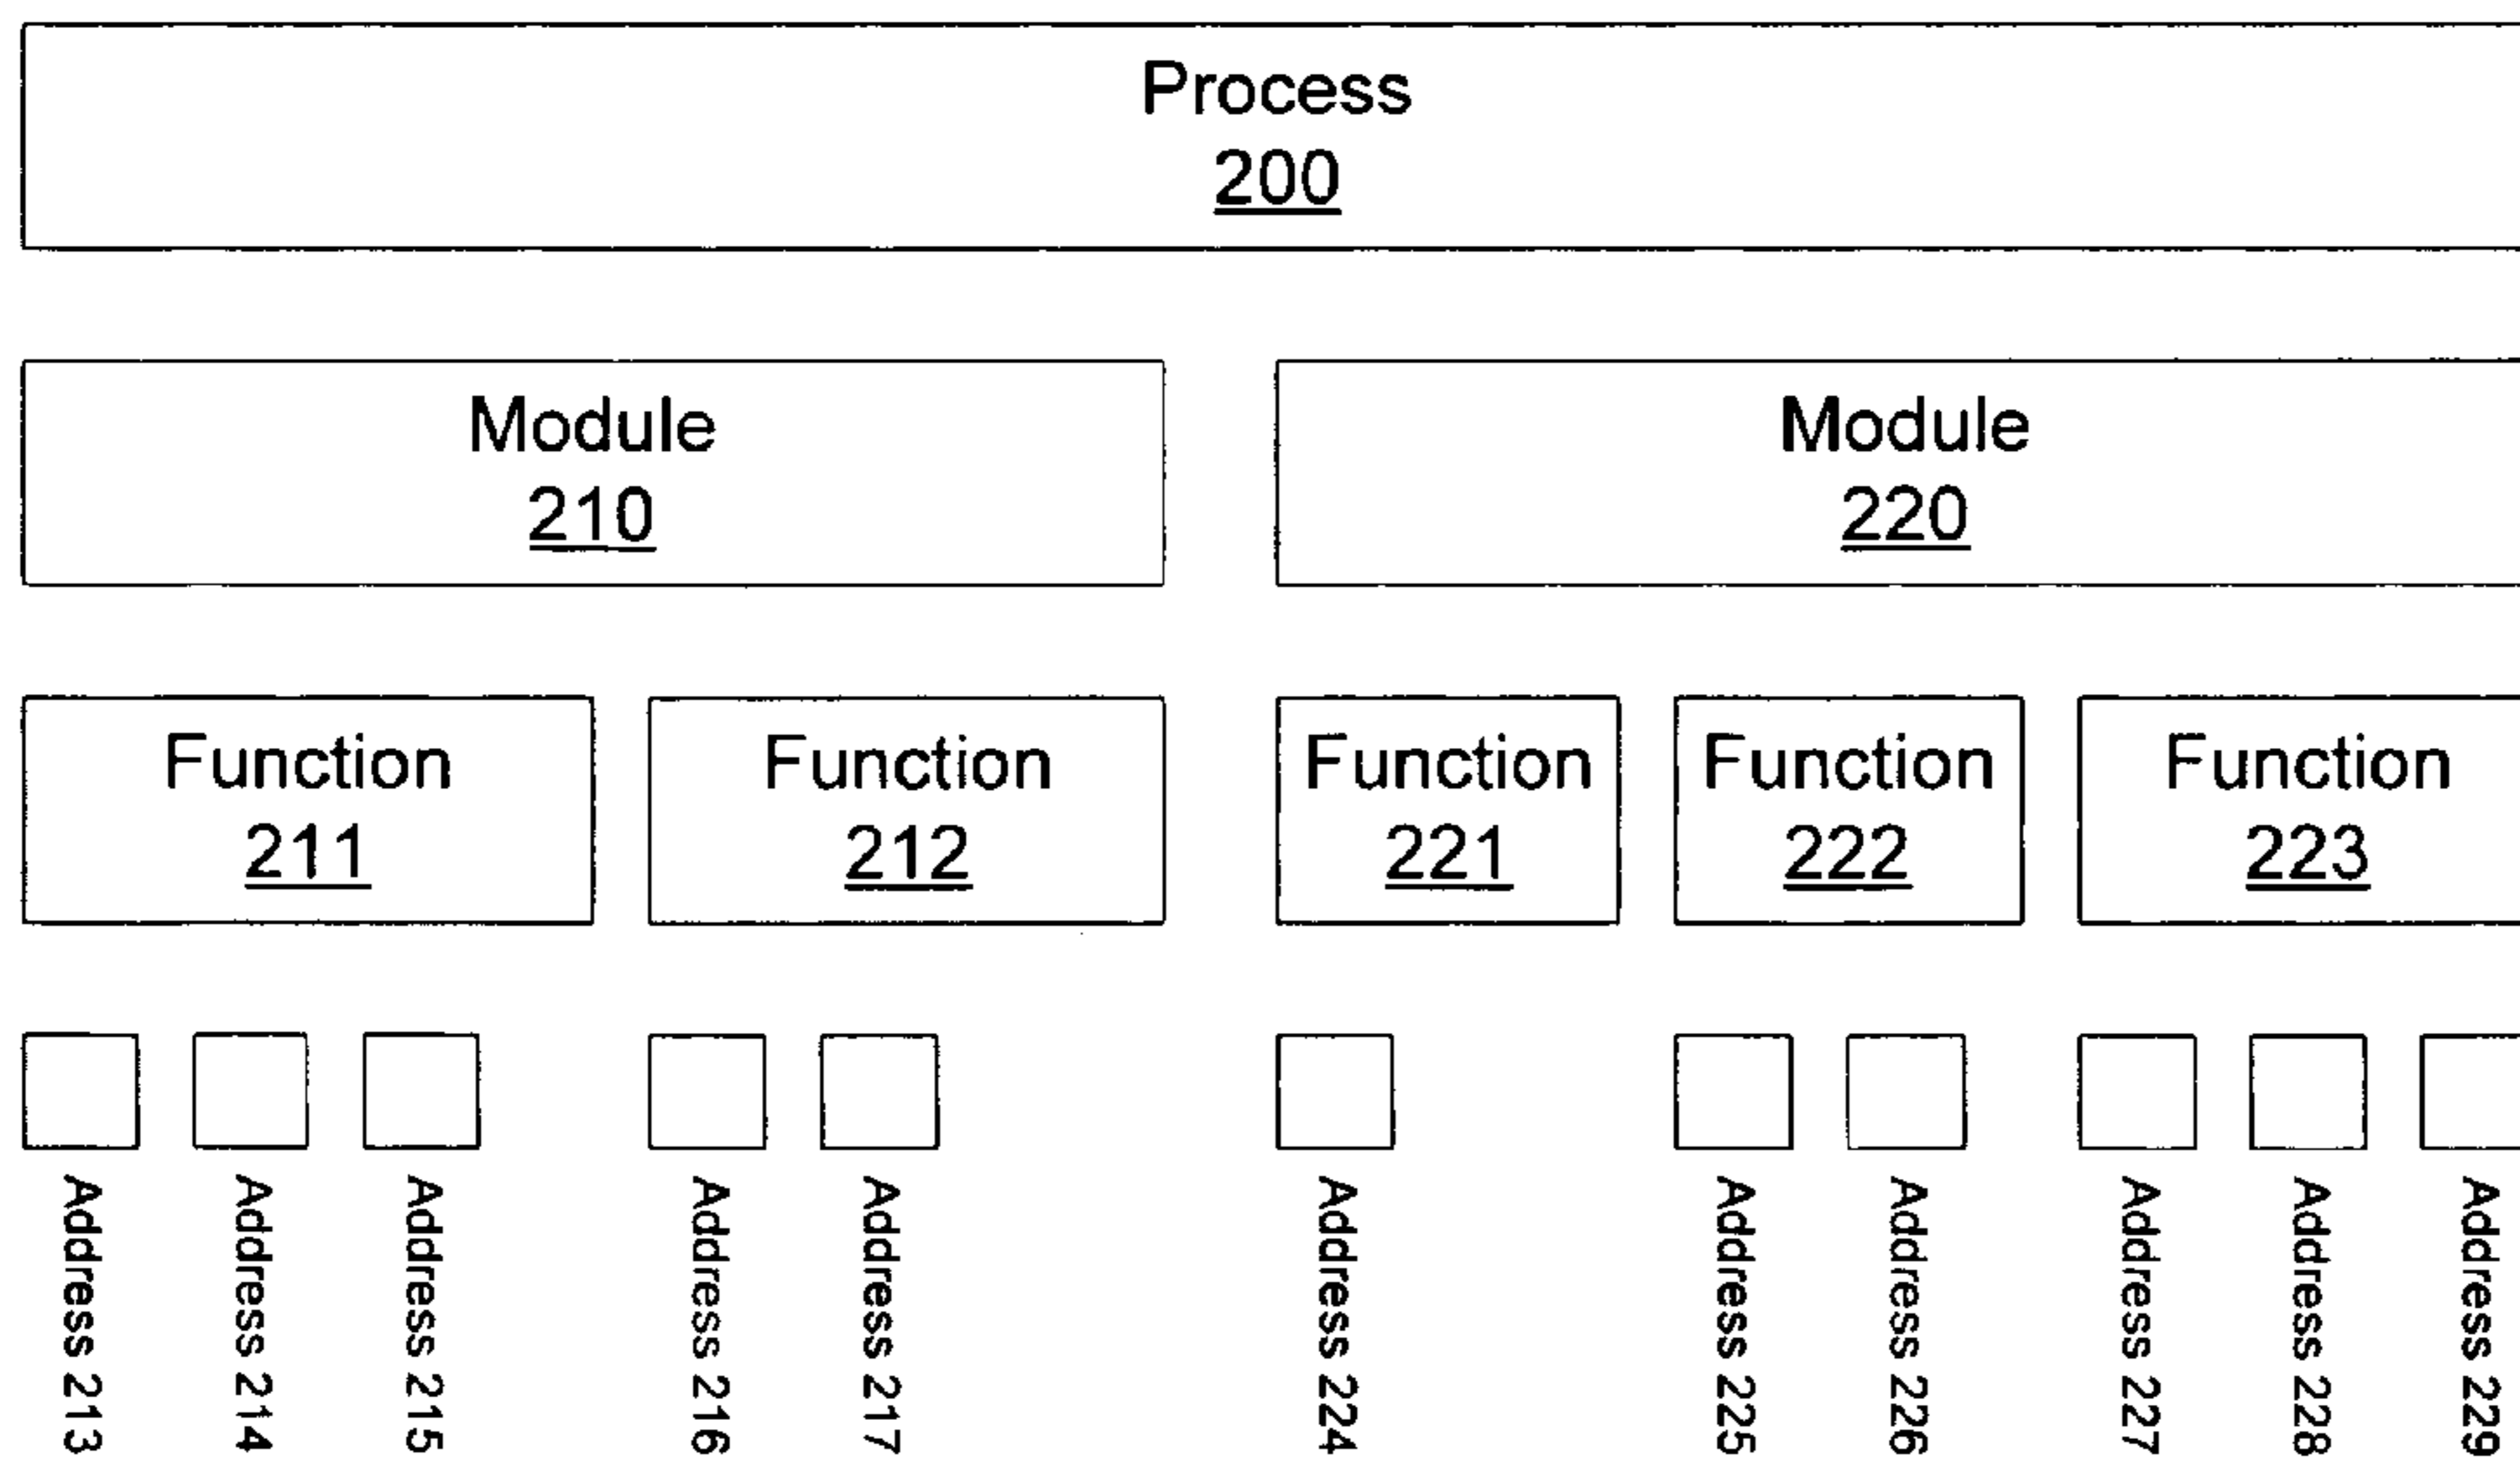 Process
200
Module
210
Module
220
Function
211
Function
212
Function
221
Function
222
Function
223
Address 213
Address 214
Address 215
Address 216
Address 217
Address 224
Address 225
Address 226
Address 227
Address 228
Address 229